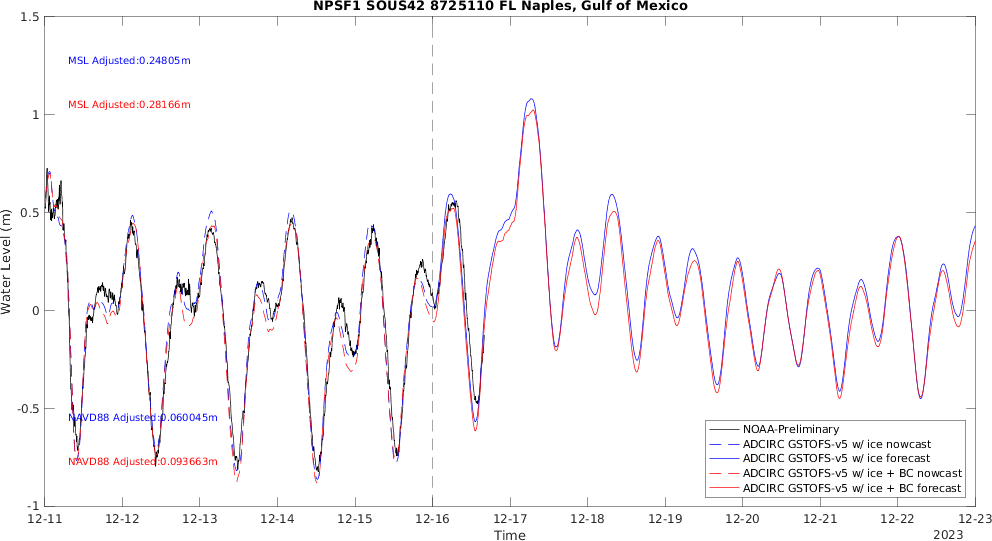 NPSF1 SOUS42 8725110 FL Naples, Gulf of Mexico
1.5
MSL Adjusted:0.24805m
MSL Adjusted:0.28166m
1
0.5
Water Level (m)
0
-0.5
NAVD88 Adjusted:0.060045m
NAVD88 Adjusted:0.093663m
-1
NOAA-Preliminary
ADCIRC GSTOFS-v5 w/ ice nowcast
ADCIRC GSTOFS-v5 w/ ice forecast
ADCIRC GSTOFS-v5 w/ ice + BC nowcast
ADCIRC GSTOFS-v5 w/ ice + BC forecast
12-11 12-12 12-13 12-14 12-15 12-16 12-17 12-18 12-19 12-20 12-21 12-22 12-23
Time
2023